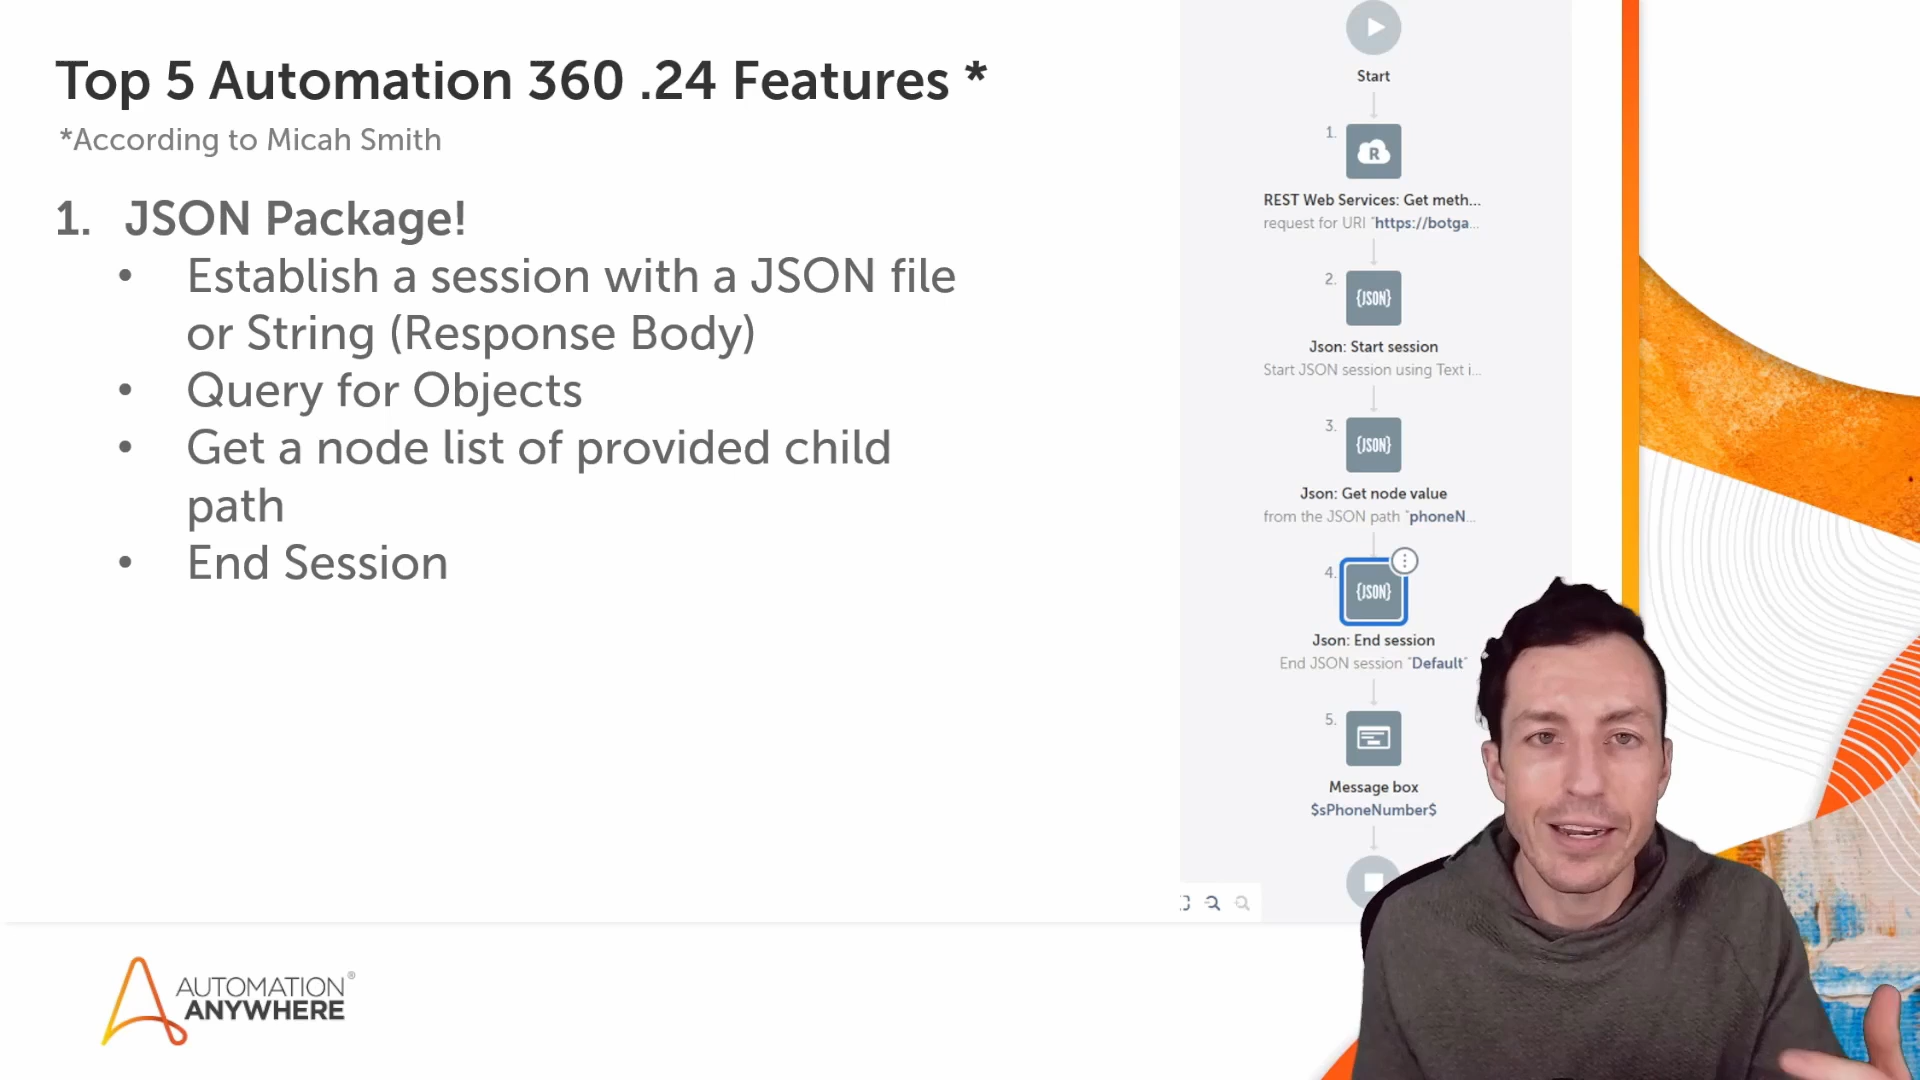 Top 5 Automation 360 .24 Features *
*According to Micah Smith
1. JSON Package!
• Establish a session with a JSON file
or String (Response Body)
• Query for Objects
• Get a node list of provided child
path
• End Session
Start
1.
R
REST Web Services: Get meth...
request for URI "https://botga...
2.
{JSON}
Json: Start session
Start JSON session using Text i...
3.
{JSON}
Json: Get node value
from the JSON path "phoneN...
4.
{JSON}
Json: End session
End JSON session "Default"
5.
Message box
$sPhoneNumber$
AUTOMATION®
ANYWHERE